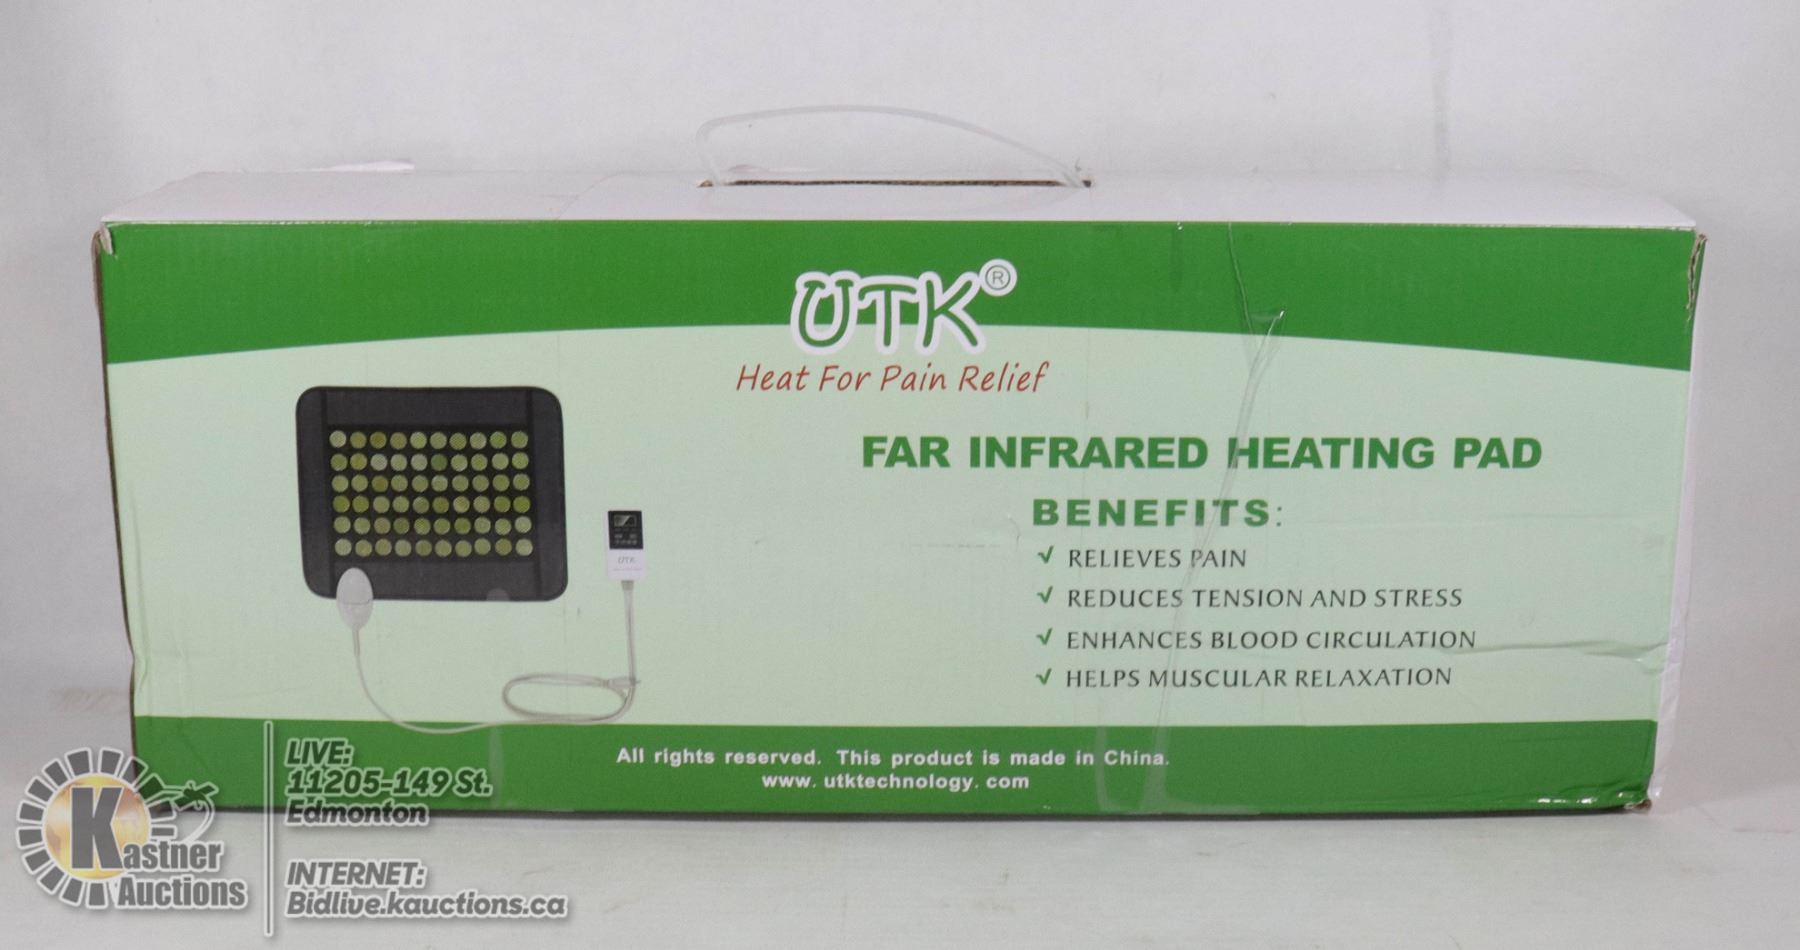 UTK®
Heat For Pain Relief
FAR INFRARED HEATING PAD
BENEFITS:
✓ RELIEVES PAIN
✓ REDUCES TENSION AND STRESS
✓ ENHANCES BLOOD CIRCULATION
✓ HELPS MUSCULAR RELAXATION
UTK
All rights reserved. This product is made in China.
www. utktechnology. com
Kastner
Auctions
LIVE:
11205-149 St.
Edmonton
INTERNET:
Bidlive.kauctions.ca